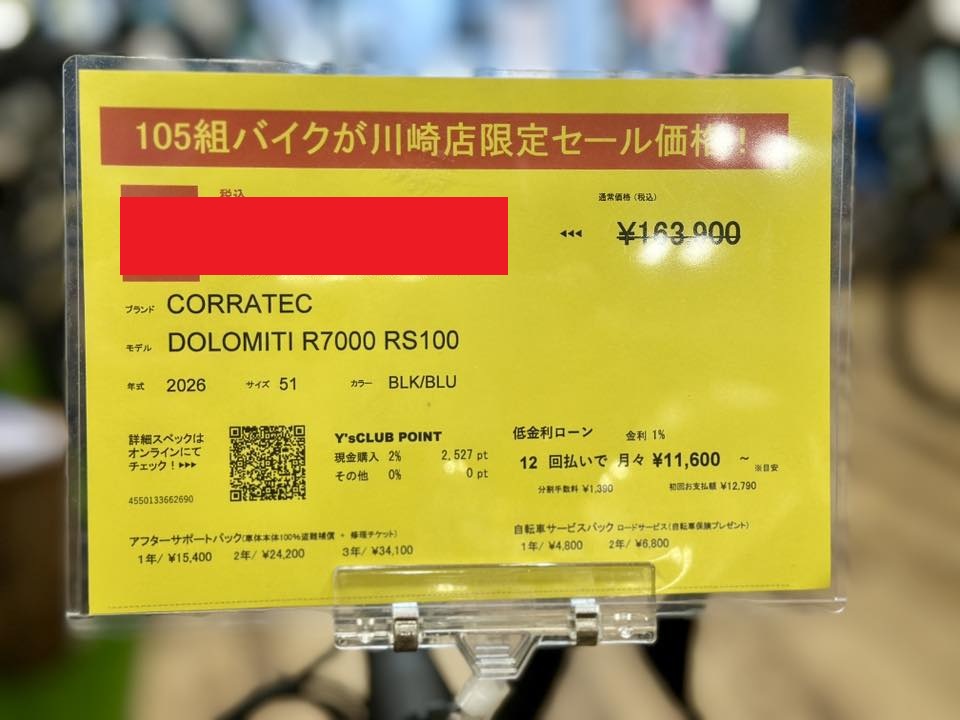 105組バイクが川崎店限定セール価格!
税込
通常価格（税込）
◀◀◀ ¥163,900
ブランド CORRATEC
モデル DOLOMITI R7000 RS100
年式 2026 サイズ 51 カラー BLK/BLU
詳細スペックは
オンラインにて
チェック！▶▶▶
4550133662690
Y'sCLUB POINT
現金購入 2% 2,527 pt
その他 0% 0 pt
低金利ローン 金利 1%
12 回払いで 月々 ¥11,600 ~ ※目安
分割手数料 ¥1,390 初回お支払額 ¥12,790
アフターサポートパック(車体本体100%盗難補償 + 修理チケット)
1年/ ¥15,400 2年/ ¥24,200 3年/ ¥34,100
自転車サービスパック ロードサービス(自転車保険プレゼント)
1年/ ¥4,800 2年/ ¥6,800